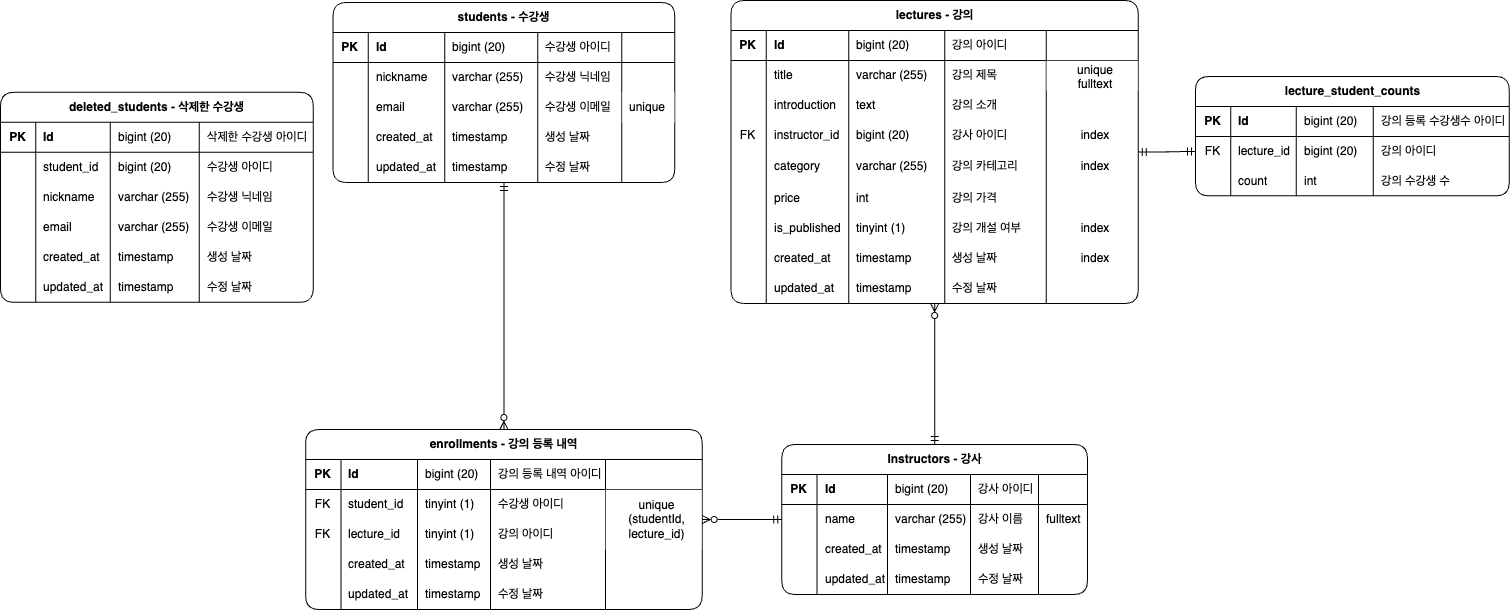 deleted_students - 삭제한 수강생
PK Id bigint (20) 삭제한 수강생 아이디
student_id bigint (20) 수강생 아이디
nickname varchar (255) 수강생 닉네임
email varchar (255) 수강생 이메일
created_at timestamp 생성 날짜
updated_at timestamp 수정 날짜
students - 수강생
PK Id bigint (20) 수강생 아이디
nickname varchar (255) 수강생 닉네임
email varchar (255) 수강생 이메일 unique
created_at timestamp 생성 날짜
updated_at timestamp 수정 날짜
lectures - 강의
PK Id bigint (20) 강의 아이디
title varchar (255) 강의 제목 unique
fulltext
introduction text 강의 소개
FK instructor_id bigint (20) 강사 아이디 index
category varchar (255) 강의 카테고리 index
price int 강의 가격
is_published tinyint (1) 강의 개설 여부 index
created_at timestamp 생성 날짜 index
updated_at timestamp 수정 날짜
lecture_student_counts
PK Id bigint (20) 강의 등록 수강생수 아이디
FK lecture_id bigint (20) 강의 아이디
count int 강의 수강생 수
enrollments - 강의 등록 내역
PK Id bigint (20) 강의 등록 내역 아이디
FK student_id tinyint (1) 수강생 아이디 unique
(studentId,
FK lecture_id tinyint (1) 강의 아이디 lecture_id)
created_at timestamp 생성 날짜
updated_at timestamp 수정 날짜
Instructors - 강사
PK Id bigint (20) 강사 아이디
name varchar (255) 강사 이름 fulltext
created_at timestamp 생성 날짜
updated_at timestamp 수정 날짜